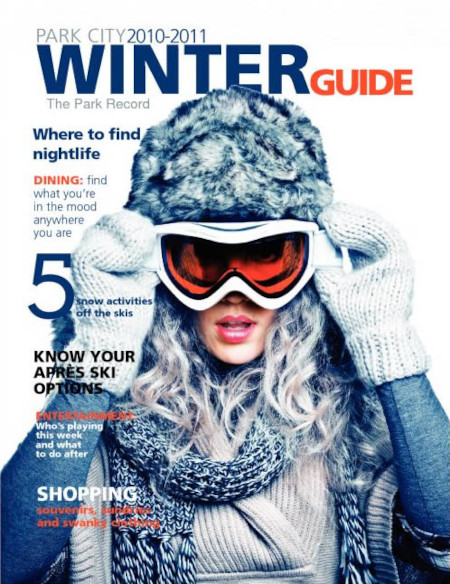 PARK CITY 2010-2011
WINTER GUIDE
The Park Record
Where to find
nightlife
DINING: find
what you're
in the mood
anywhere
you are
5 snow activities
off the skis
KNOW YOUR
APRÈS SKI
OPTIONS
ENTERTAINMENT:
Who's playing
this week
and what
to do after
SHOPPING
souvenirs, sundries
and swanky clothing